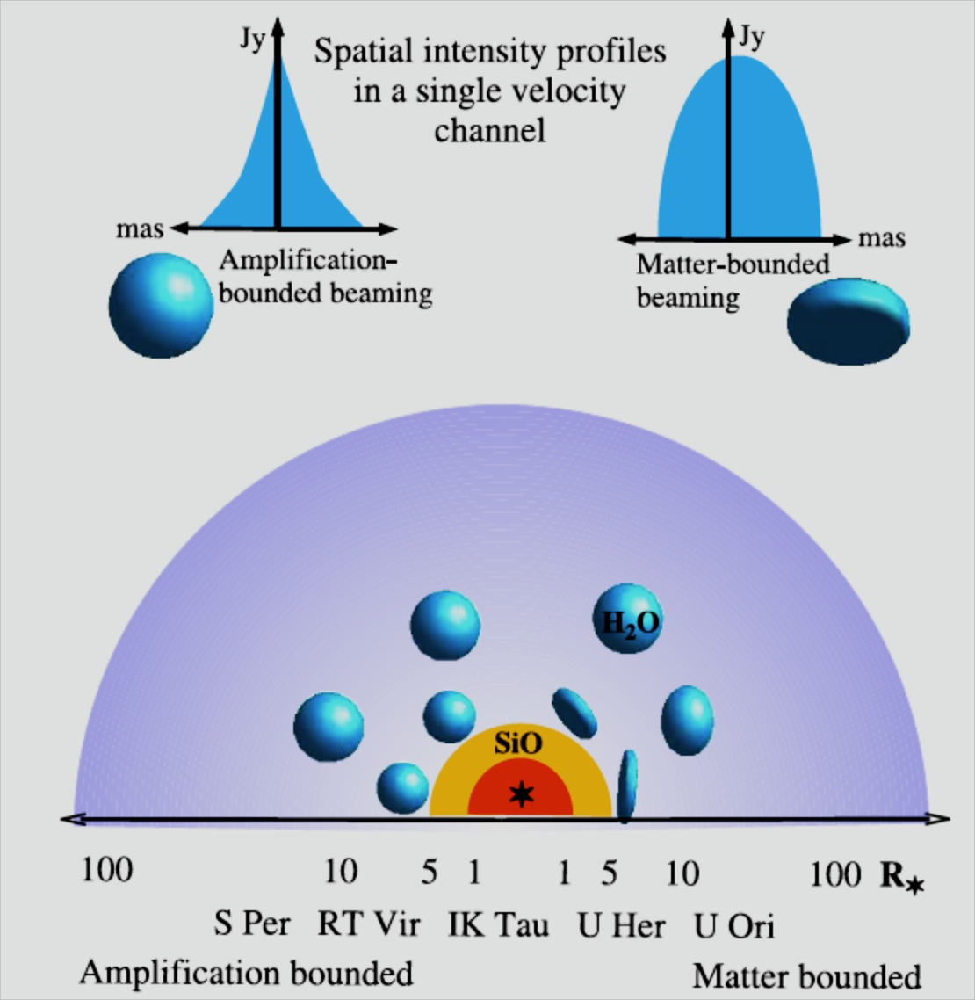 Jy
Spatial intensity profiles
in a single velocity
channel
Jy
mas
Amplification-
bounded beaming
mas
Matter-bounded
beaming
H₂O
SiO
100 10 5 1 1 5 10 100 R★
S Per RT Vir IK Tau U Her U Ori
Amplification bounded Matter bounded